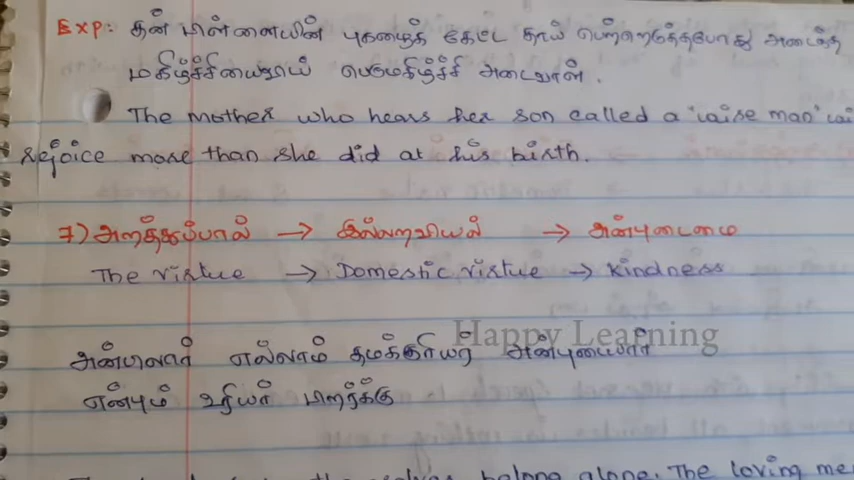 Exp: தன் பிள்ளையின் புகழைக் கேட்ட தாய் பெற்றெடுத்தபோது அடைந்த
மகிழ்ச்சியைவிட பெருமகிழ்ச்சி அடைவாள்.
The Mother who hears her son called a 'wise man' wi
rejoice more than she did at his birth.
7) அறத்துப்பால் → இல்லறவியல் → அன்புடைமை
The virtue → Domestic virtue → Kindness
Happy Learning
அன்பிலார் எல்லாம் தமக்குரியர் அன்புடையார்
என்பும் உரியர் பிறர்க்கு
belong alone. The loving me